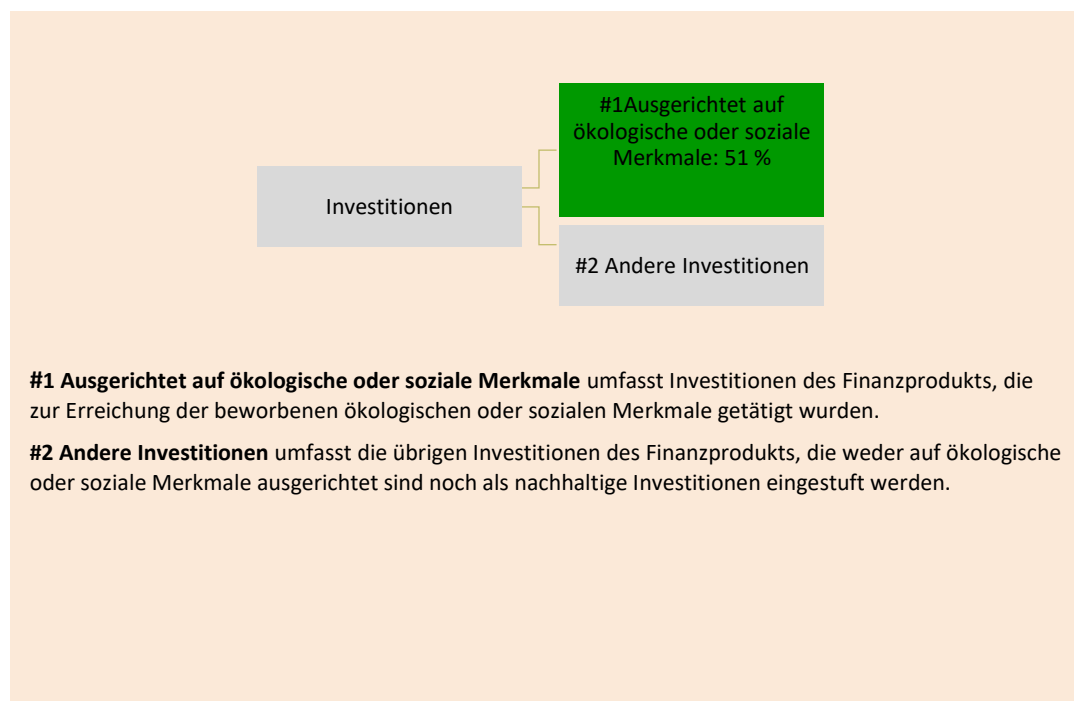 #1Ausgerichtet auf
ökologische oder soziale
Merkmale: 51 %
Investitionen
#2 Andere Investitionen
#1 Ausgerichtet auf ökologische oder soziale Merkmale umfasst Investitionen des Finanzprodukts, die
zur Erreichung der beworbenen ökologischen oder sozialen Merkmale getätigt wurden.
#2 Andere Investitionen umfasst die übrigen Investitionen des Finanzprodukts, die weder auf ökologische
oder soziale Merkmale ausgerichtet sind noch als nachhaltige Investitionen eingestuft werden.